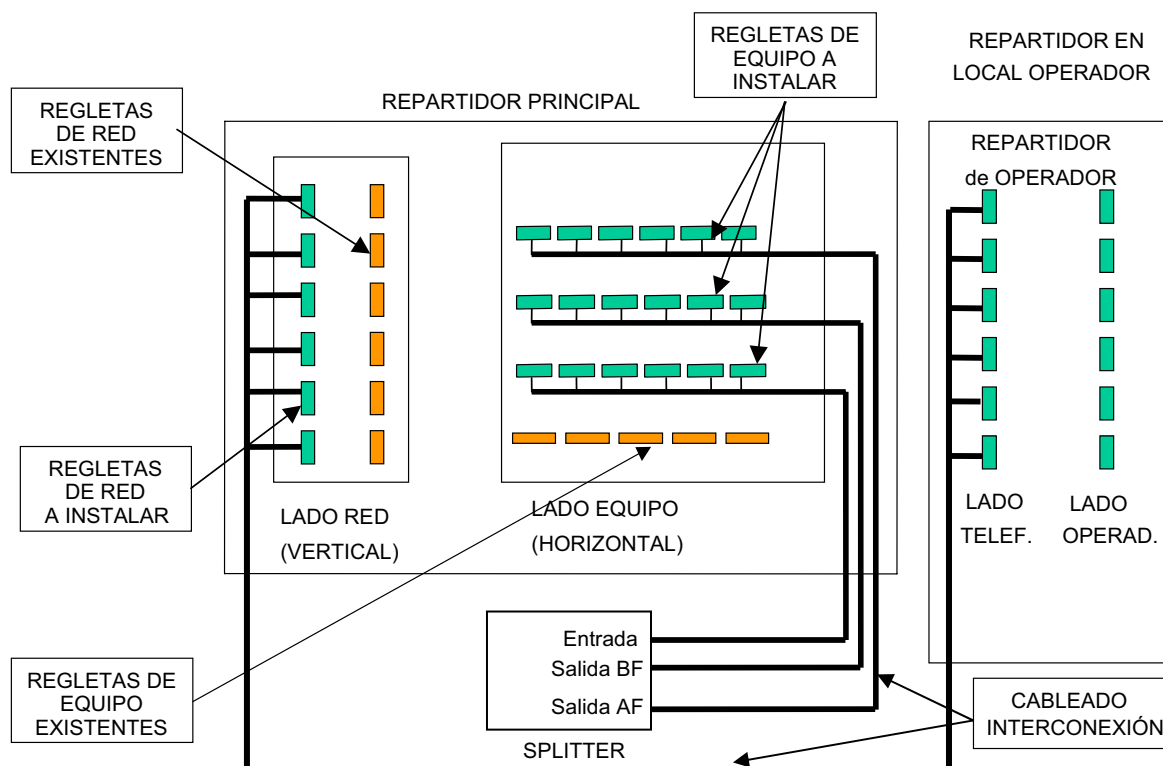 REGLETAS DE
EQUIPO A
INSTALAR
REPARTIDOR EN
LOCAL OPERADOR
REGLETAS
DE RED
EXISTENTES
REPARTIDOR PRINCIPAL
REPARTIDOR
de OPERADOR
REGLETAS
DE RED
A INSTALAR
LADO RED
(VERTICAL)
LADO EQUIPO
(HORIZONTAL)
LADO
TELEF.
LADO
OPERAD.
Entrada
Salida BF
Salida AF
SPLITTER
REGLETAS DE
EQUIPO
EXISTENTES
CABLEADO
INTERCONEXIÓN